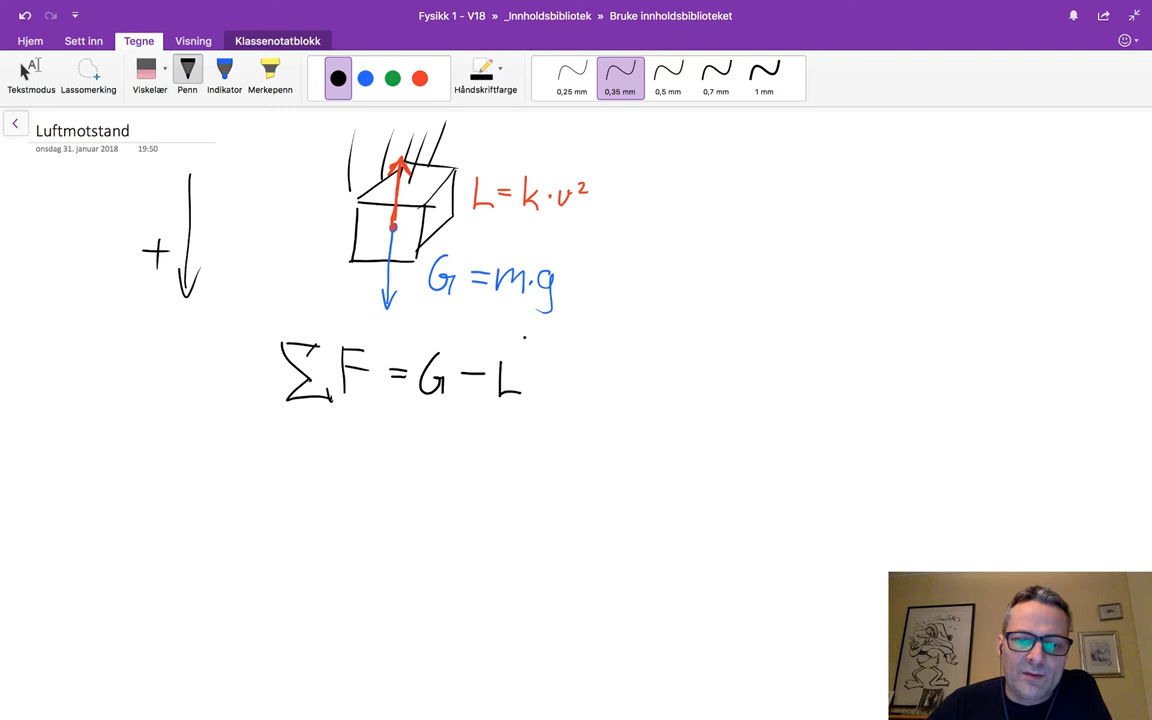 Fysikk 1 - V18 » _Innholdsbibliotek » Bruke innholdsbiblioteket
Hjem Sett inn Tegne Visning Klassenotatblokk
Tekstmodus Lassomerking Viskelær Penn Indikator Merkepenn Håndskriftfarge 0,25 mm 0,35 mm 0,5 mm 0,7 mm 1 mm
Luftmotstand
onsdag 31. januar 2018 19:50
L = k · v²
+
G = m · g
ΣF = G - L